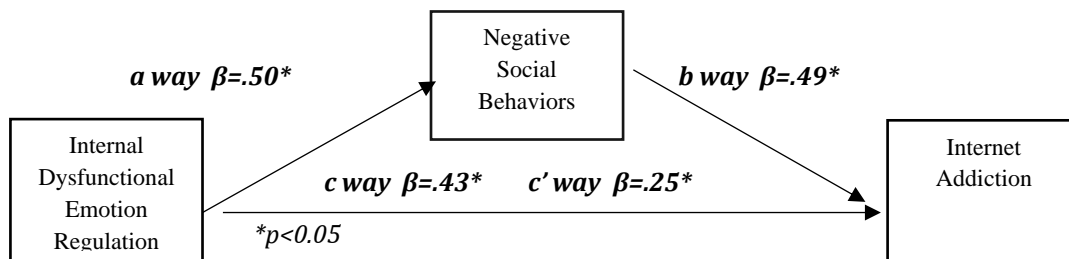 Negative
Social
Behaviors
a way β=.50*
b way β=.49*
Internal
Dysfunctional
Emotion
Regulation
c way β=.43*
c’ way β=.25*
*p<0.05
Internet
Addiction